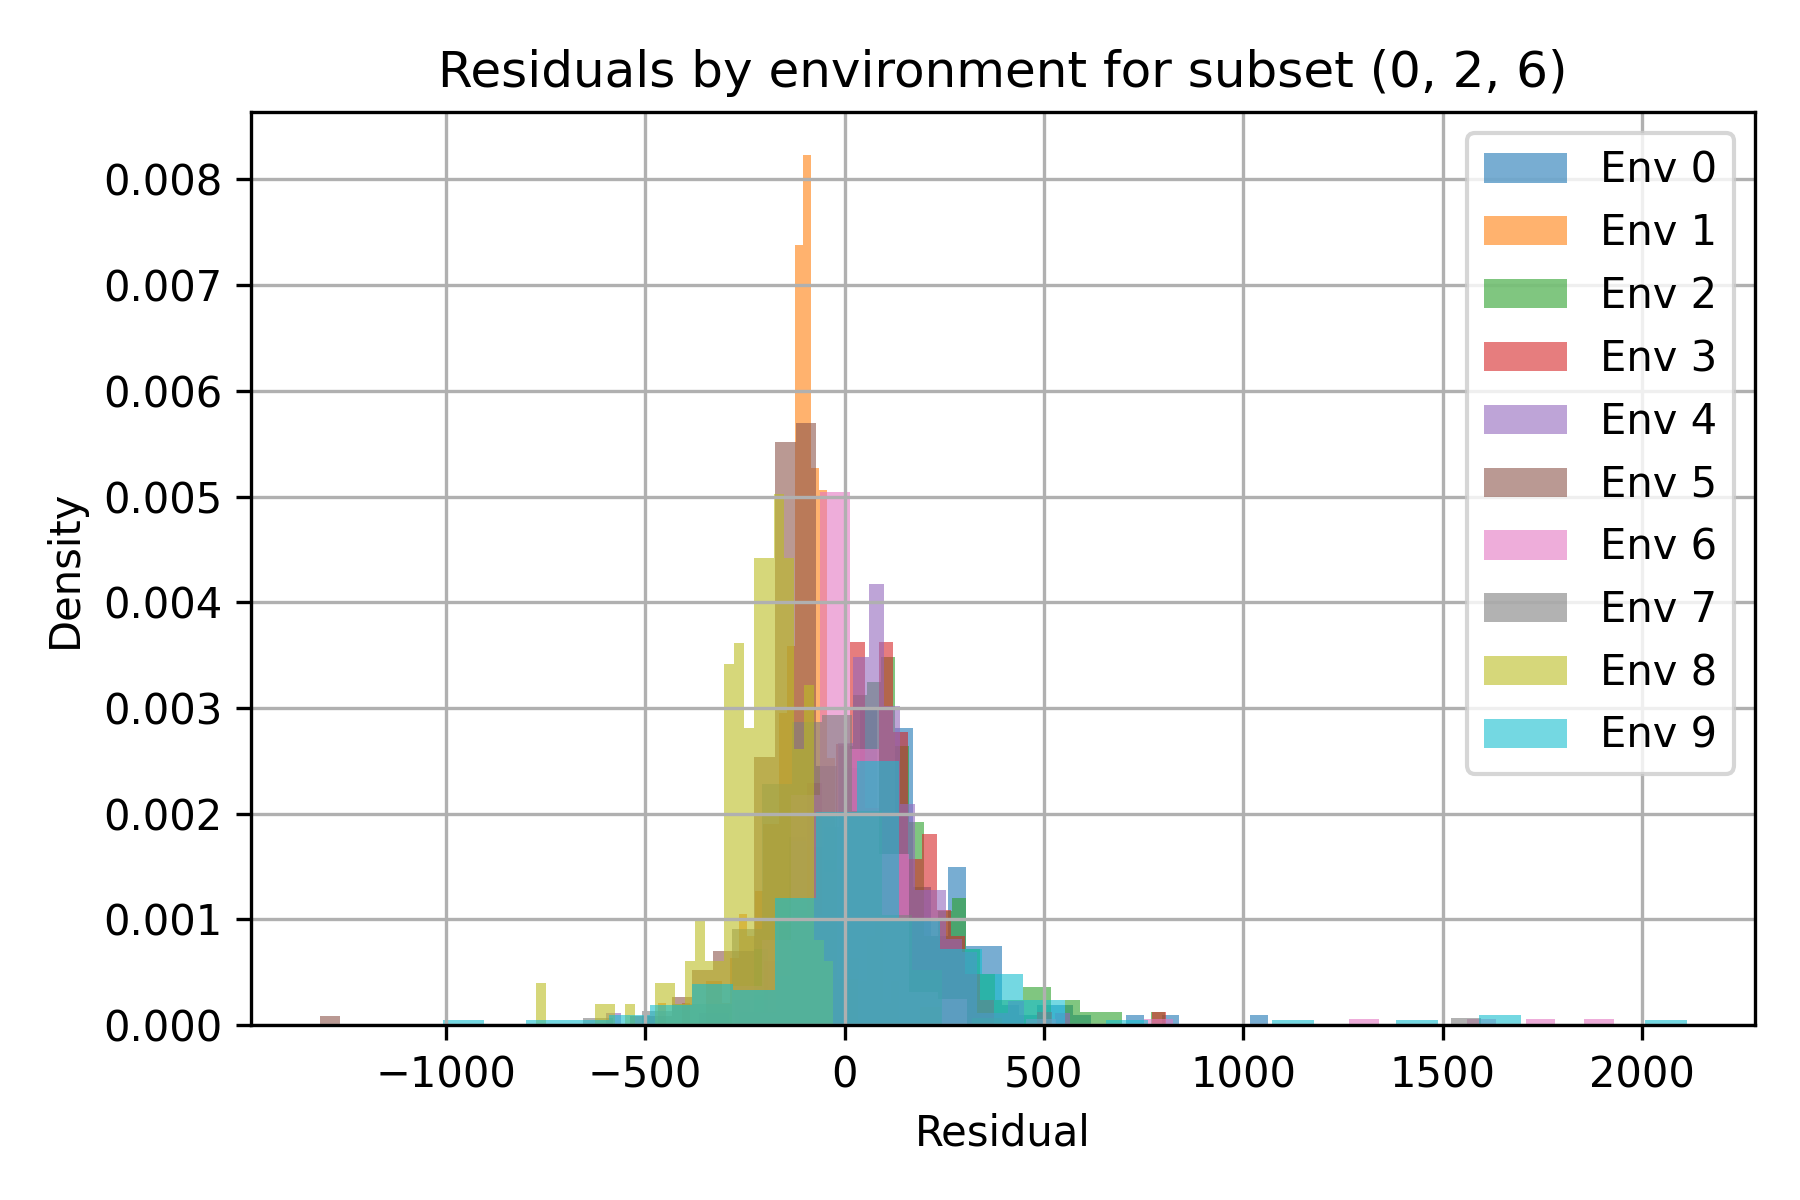 Residuals by environment for subset (0, 2, 6)
Density
0.008
0.007
0.006
0.005
0.004
0.003
0.002
0.001
0.000
Env 0
Env 1
Env 2
Env 3
Env 4
Env 5
Env 6
Env 7
Env 8
Env 9
−1000 −500 0 500 1000 1500 2000
Residual